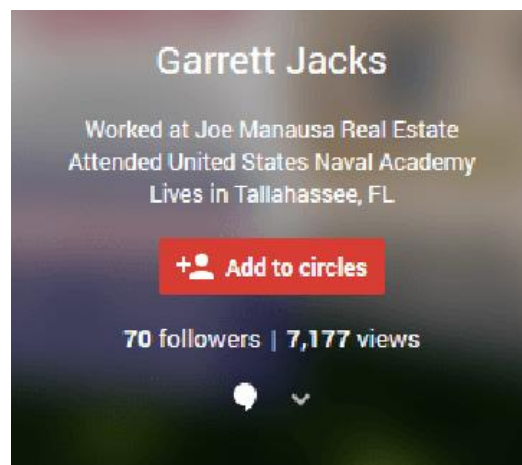 Garrett Jacks
Worked at Joe Manausa Real Estate
Attended United States Naval Academy
Lives in Tallahassee, FL
Add to circles
70 followers | 7,177 views